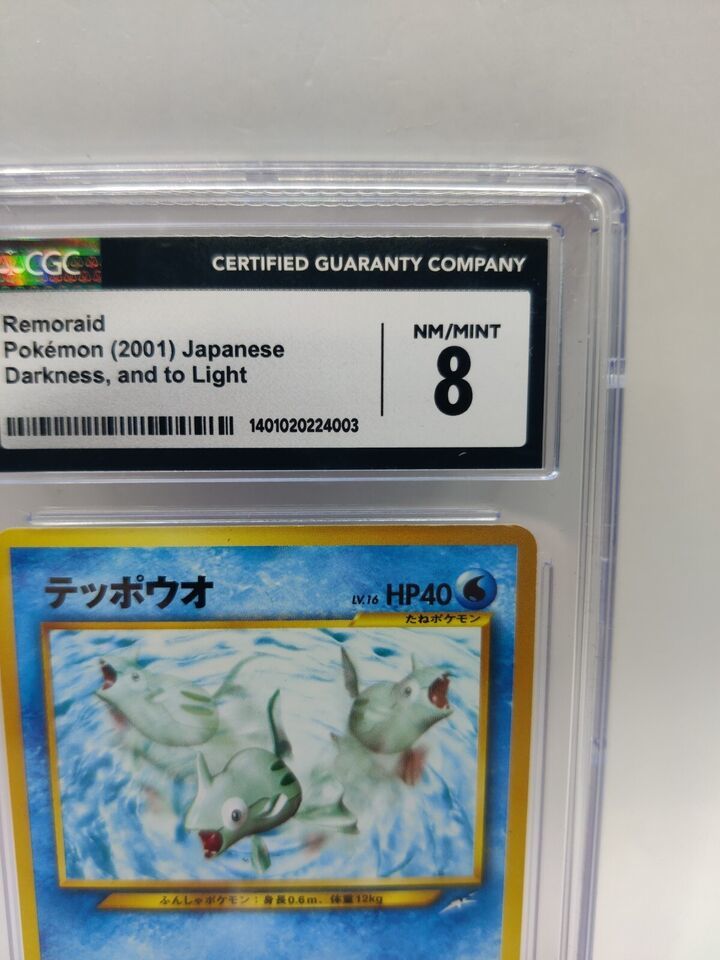 CGC CERTIFIED GUARANTY COMPANY
Remoraid
Pokémon (2001) Japanese
Darkness, and to Light
NM/MINT
8
1401020224003
テッポウオ LV.16 HP40
たねポケモン
ふんしゃポケモン：身長0.6m、体重12kg